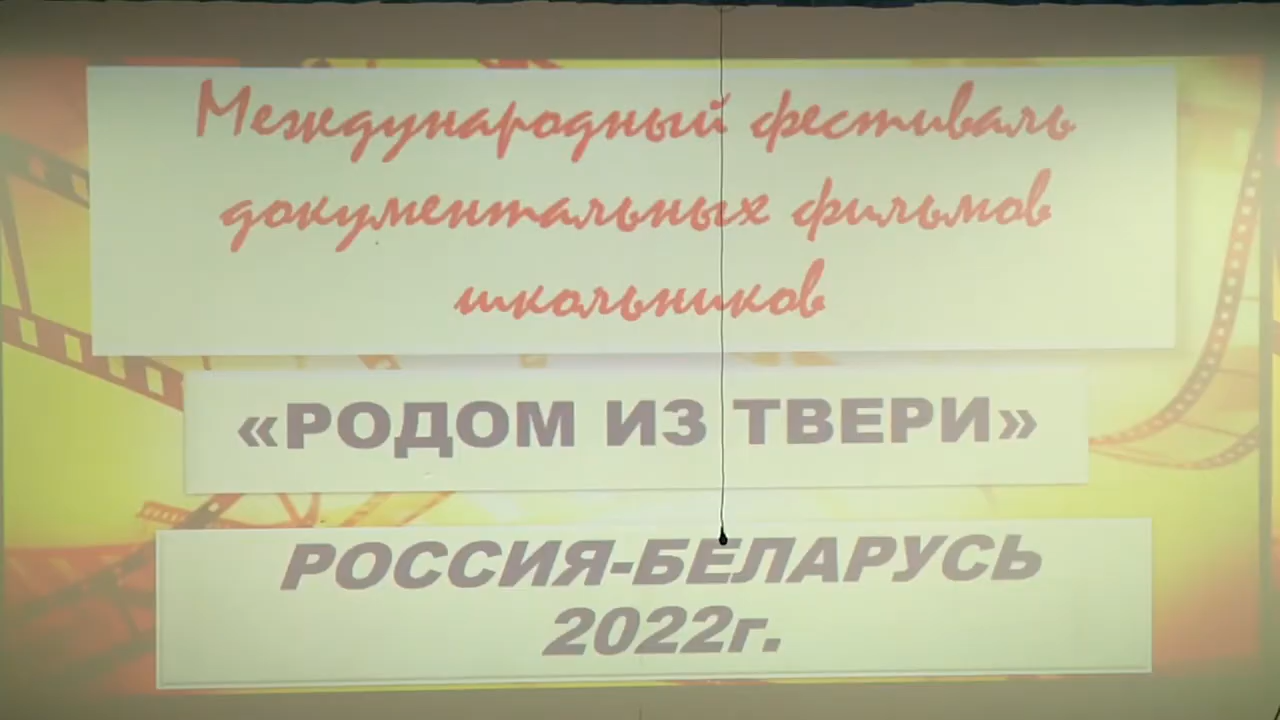 Международный фестиваль
документальных фильмов
школьников
«РОДОМ ИЗ ТВЕРИ»
РОССИЯ-БЕЛАРУСЬ
2022г.